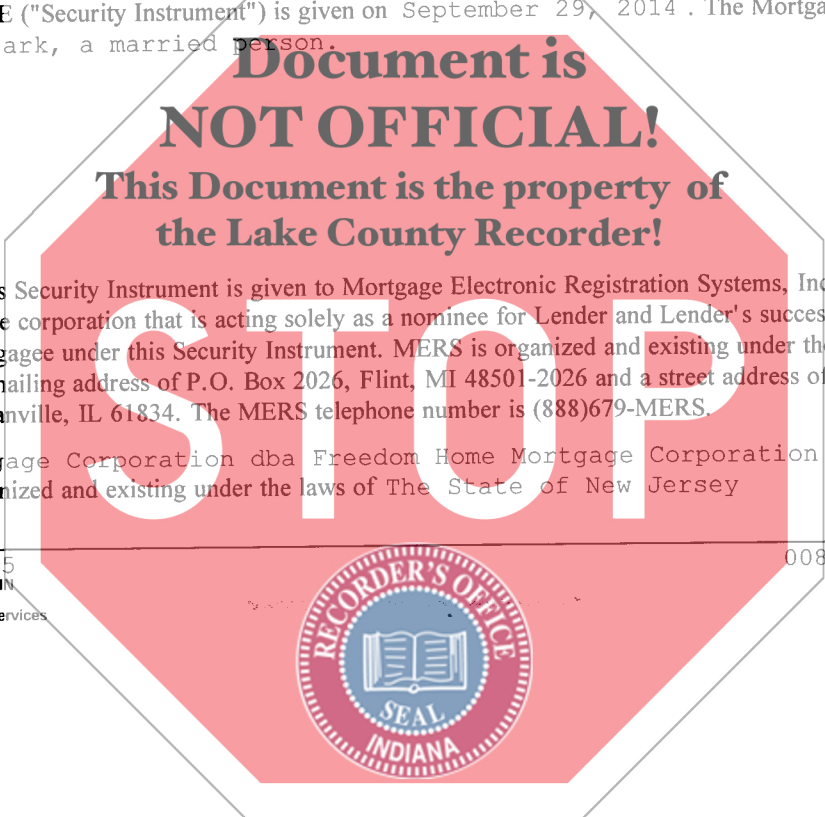 E ("Security Instrument") is given on September 29, 2014 . The Mortga
ark, a married person.
Document is
NOT OFFICIAL!
This Document is the property of
the Lake County Recorder!
s Security Instrument is given to Mortgage Electronic Registration Systems, Inc
e corporation that is acting solely as a nominee for Lender and Lender's succes
gagee under this Security Instrument. MERS is organized and existing under the
ailing address of P.O. Box 2026, Flint, MI 48501-2026 and a street address of
nville, IL 61834. The MERS telephone number is (888)679-MERS.
STOP
gage Corporation dba Freedom Home Mortgage Corporation
nized and existing under the laws of The State of New Jersey
5 008
IN
ervices
RECORDER'S OFFICE
SEAL
INDIANA